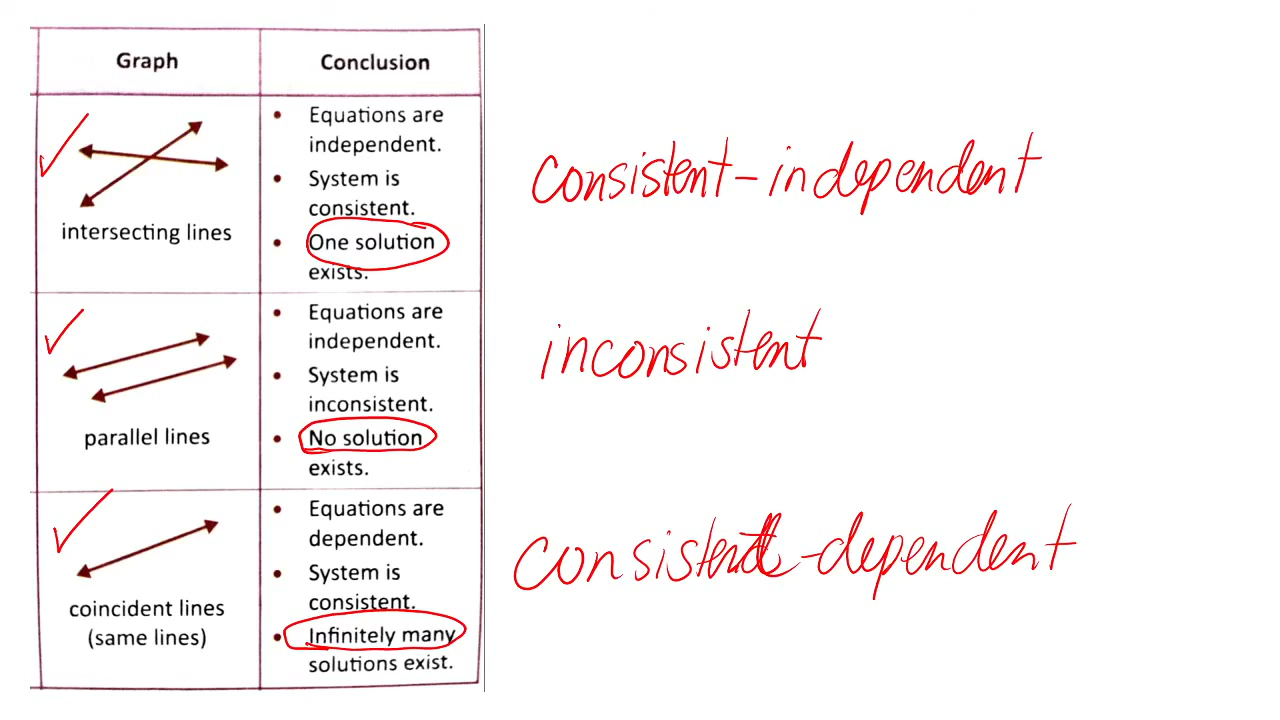 Graph
Conclusion
intersecting lines
• Equations are
independent.
• System is
consistent.
• One solution
exists.
consistent-independent
parallel lines
• Equations are
independent.
• System is
inconsistent.
• No solution
exists.
inconsistent
coincident lines
(same lines)
• Equations are
dependent.
• System is
consistent.
• Infinitely many
solutions exist.
consistent-dependent